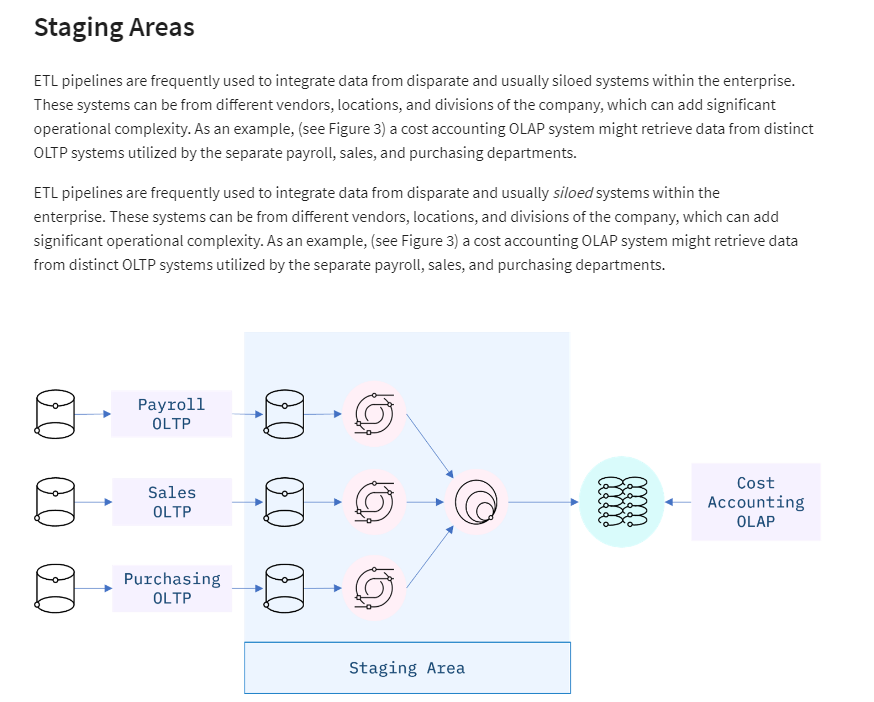 Staging Areas
ETL pipelines are frequently used to integrate data from disparate and usually siloed systems within the enterprise.
These systems can be from different vendors, locations, and divisions of the company, which can add significant
operational complexity. As an example, (see Figure 3) a cost accounting OLAP system might retrieve data from distinct
OLTP systems utilized by the separate payroll, sales, and purchasing departments.
ETL pipelines are frequently used to integrate data from disparate and usually siloed systems within the
enterprise. These systems can be from different vendors, locations, and divisions of the company, which can add
significant operational complexity. As an example, (see Figure 3) a cost accounting OLAP system might retrieve data
from distinct OLTP systems utilized by the separate payroll, sales, and purchasing departments.
Payroll
OLTP
Sales
OLTP
Purchasing
OLTP
Cost
Accounting
OLAP
Staging Area